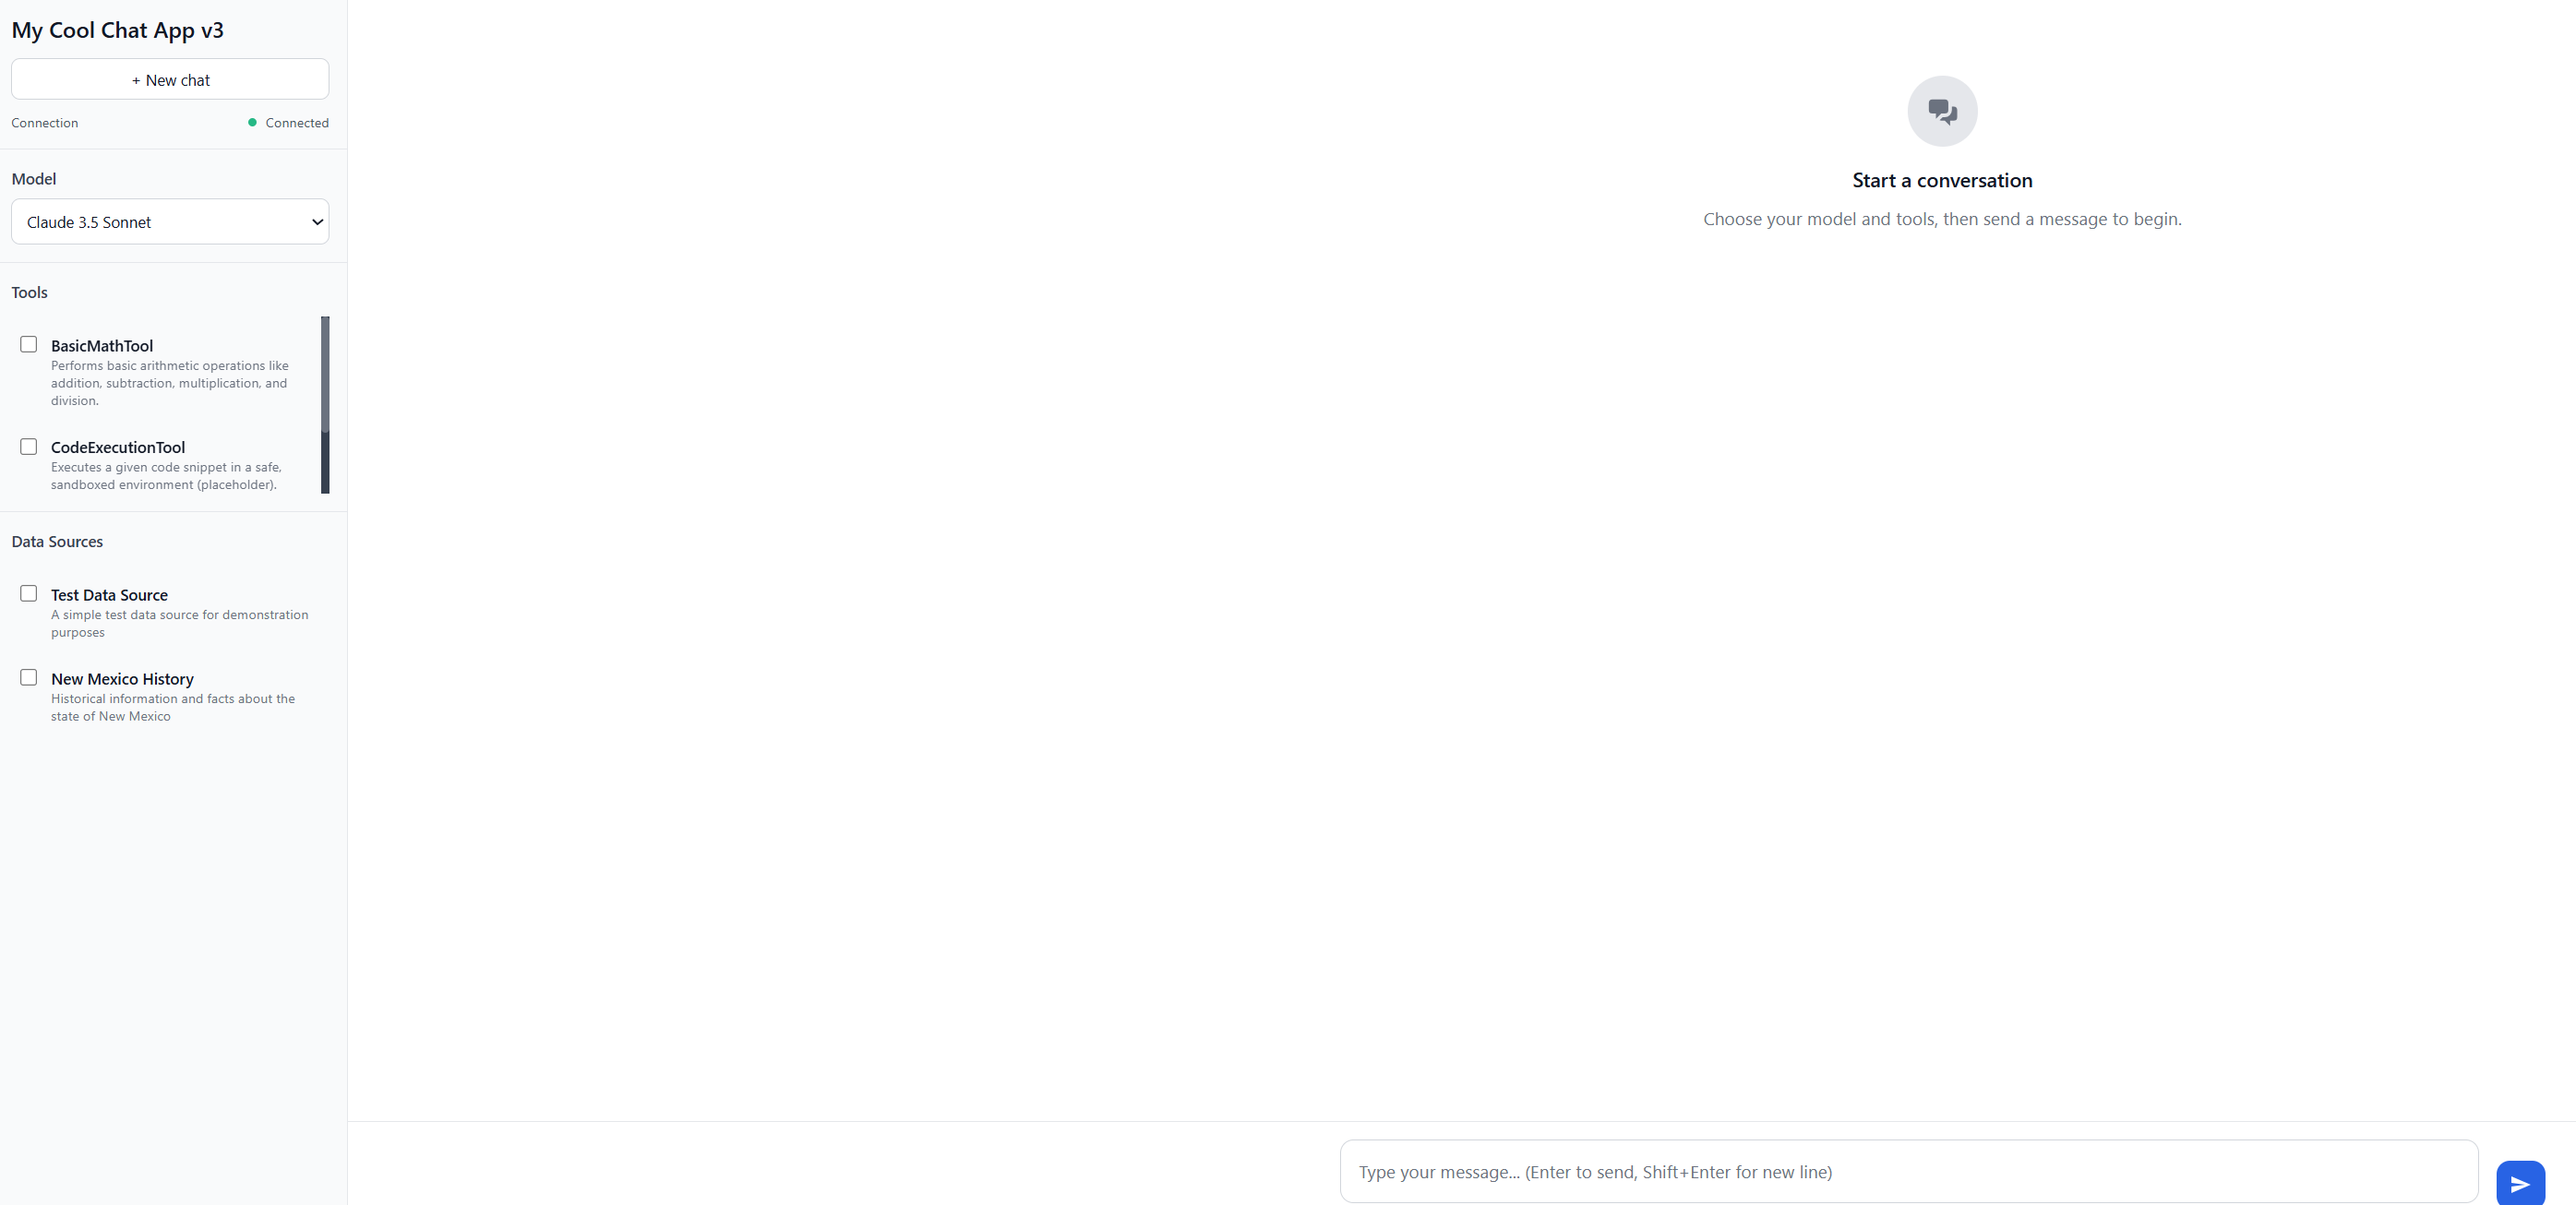 My Cool Chat App v3
+ New chat
Connection
Connected
Model
Claude 3.5 Sonnet
Tools
BasicMathTool
Performs basic arithmetic operations like
addition, subtraction, multiplication, and
division.
CodeExecutionTool
Executes a given code snippet in a safe,
sandboxed environment (placeholder).
Data Sources
Test Data Source
A simple test data source for demonstration
purposes
New Mexico History
Historical information and facts about the
state of New Mexico
Start a conversation
Choose your model and tools, then send a message to begin.
Type your message... (Enter to send, Shift+Enter for new line)